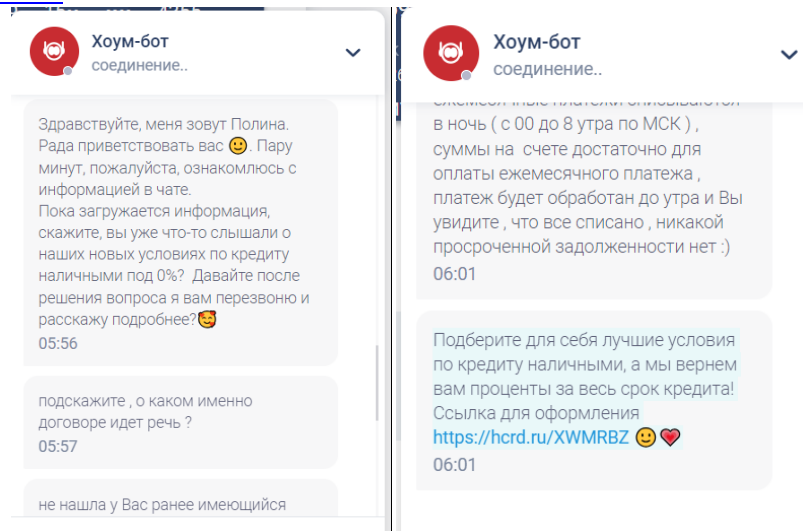 Хоум-бот
соединение..
Здравствуйте, меня зовут Полина.
Рада приветствовать вас 🙂. Пару
минут, пожалуйста, ознакомлюсь с
информацией в чате.
Пока загружается информация,
скажите, вы уже что-то слышали о
наших новых условиях по кредиту
наличными под 0%? Давайте после
решения вопроса я вам перезвоню и
расскажу подробнее?🥰
05:56
подскажите , о каком именно
договоре идет речь ?
05:57
не нашла у Вас ранее имеющийся
Хоум-бот
соединение..
ежемесячные платежи списываются
в ночь ( с 00 до 8 утра по МСК ) ,
суммы на счете достаточно для
оплаты ежемесячного платежа ,
платеж будет обработан до утра и Вы
увидите , что все списано , никакой
просроченной задолженности нет :)
06:01
Подберите для себя лучшие условия
по кредиту наличными, а мы вернем
вам проценты за весь срок кредита!
Ссылка для оформления
https://hcrd.ru/XWMRBZ 🙂 💗
06:01